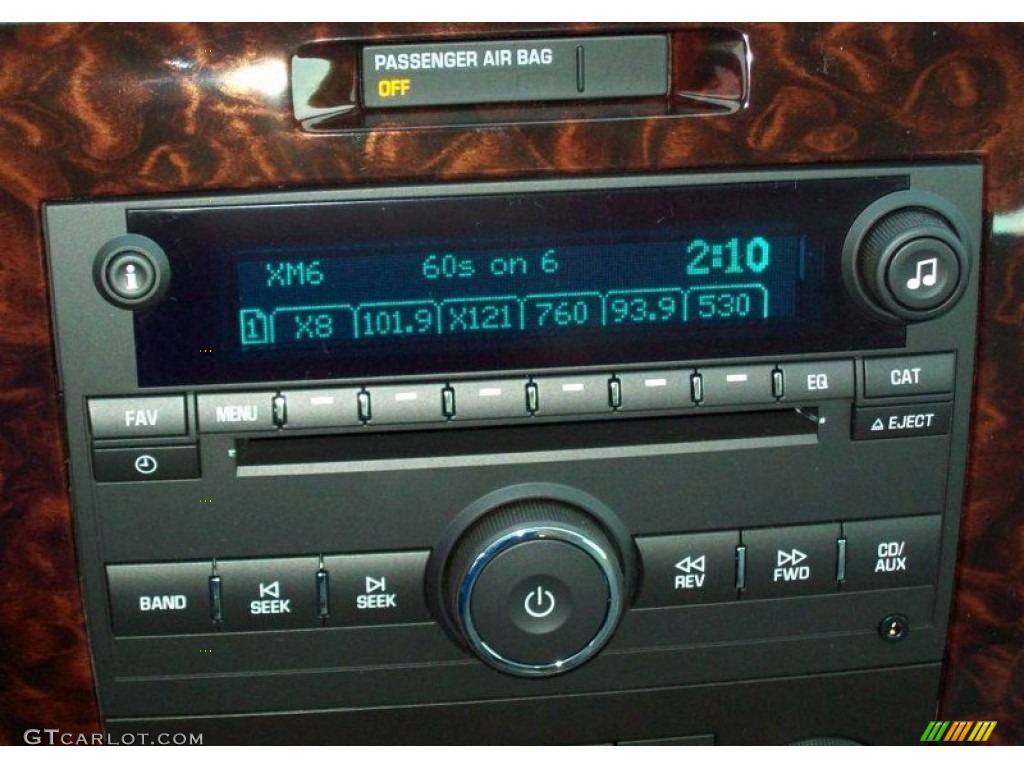 PASSENGER AIR BAG
OFF
XM6 60s on 6 2:10
1 X8 101.9 X121 760 93.9 530
FAV MENU EQ CAT
EJECT
BAND SEEK SEEK REV FWD CD/
AUX
GTCARLOT.COM